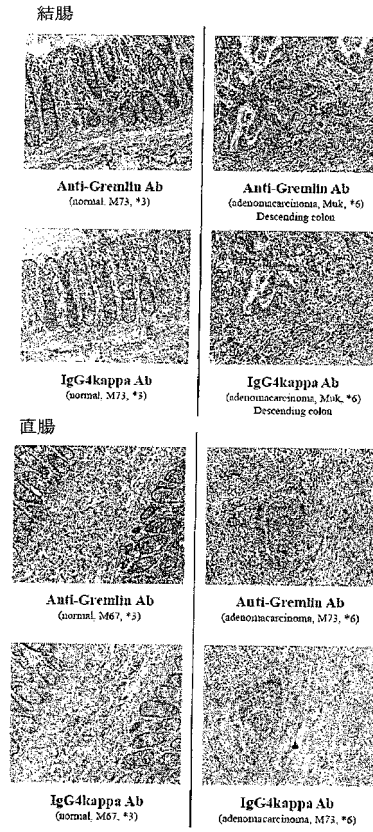 結腸
Anti-Gremlin Ab
(normal, M73, *3)
Anti-Gremlin Ab
(adenomacarcinoma, Muk, *6)
Descending colon
IgG4kappa Ab
(normal, M73, *3)
IgG4kappa Ab
(adenomacarcinoma, Muk, *6)
Descending colon
直腸
Anti-Gremlin Ab
(normal, M67, *3)
Anti-Gremlin Ab
(adenomacarcinoma, M73, *6)
IgG4kappa Ab
(normal, M67, *3)
IgG4kappa Ab
(adenomacarcinoma, M73, *6)